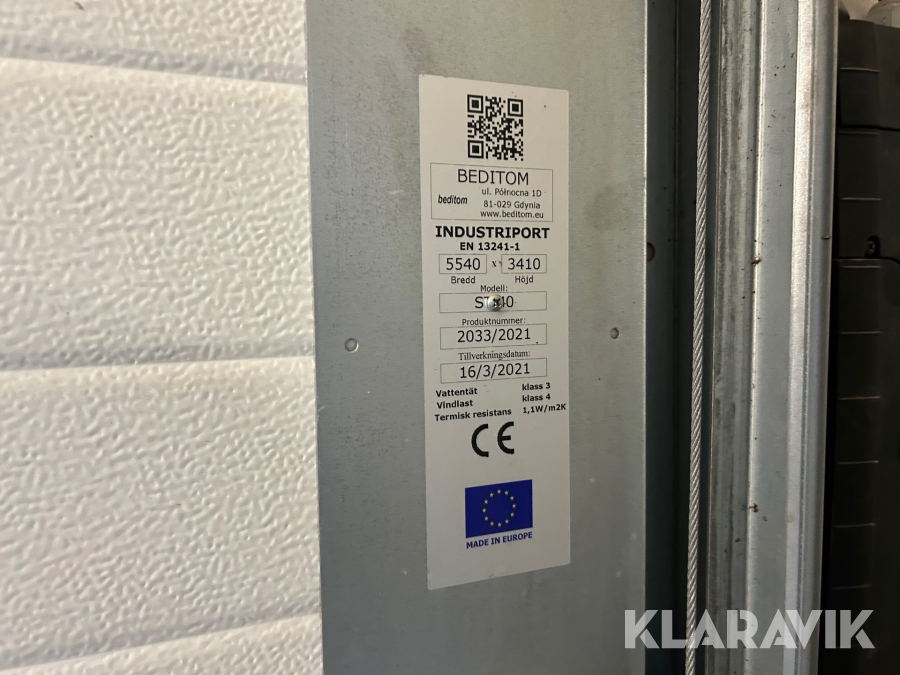 BEDITOM
beditom
ul. Północna 1D
81-029 Gdynia
www.beditom.eu
INDUSTRIPORT
EN 13241-1
5540 x 3410
Bredd Höjd
Modell:
Produktnummer:
2033/2021
Tillverkningsdatum:
16/3/2021
Vattentät klass 3
Vindlast klass 4
Termisk resistans 1,1W/m2K
CE
MADE IN EUROPE
KLARAVIK